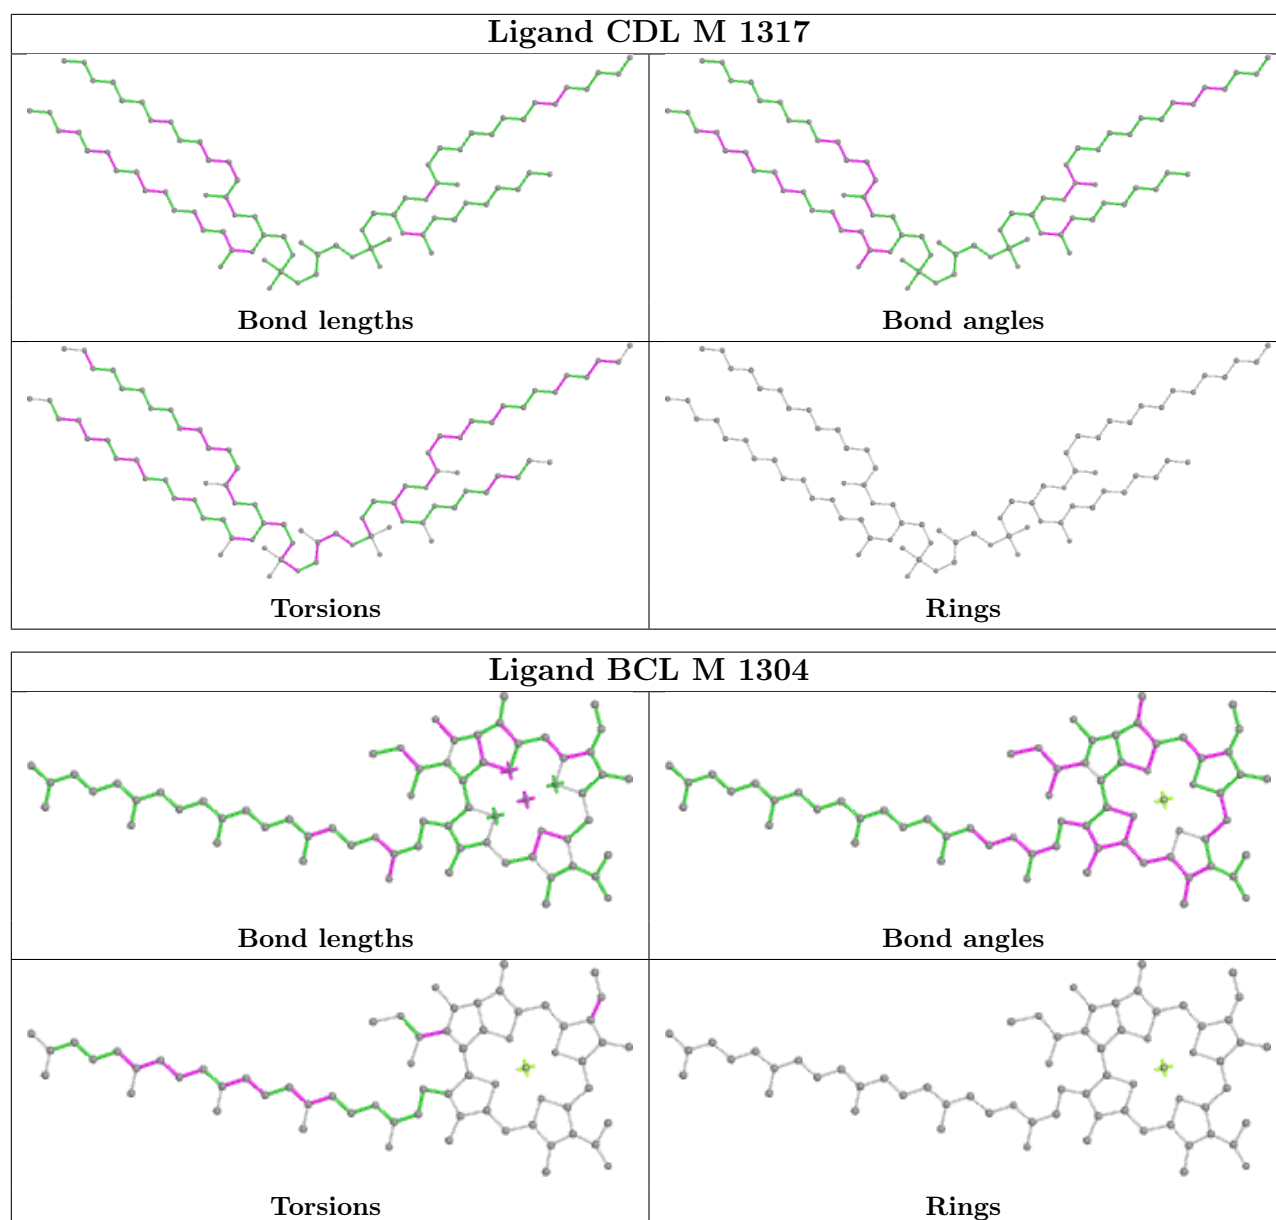 Ligand CDL M 1317
Bond lengths
Bond angles
Torsions
Rings
Ligand BCL M 1304
Bond lengths
Bond angles
Torsions
Rings